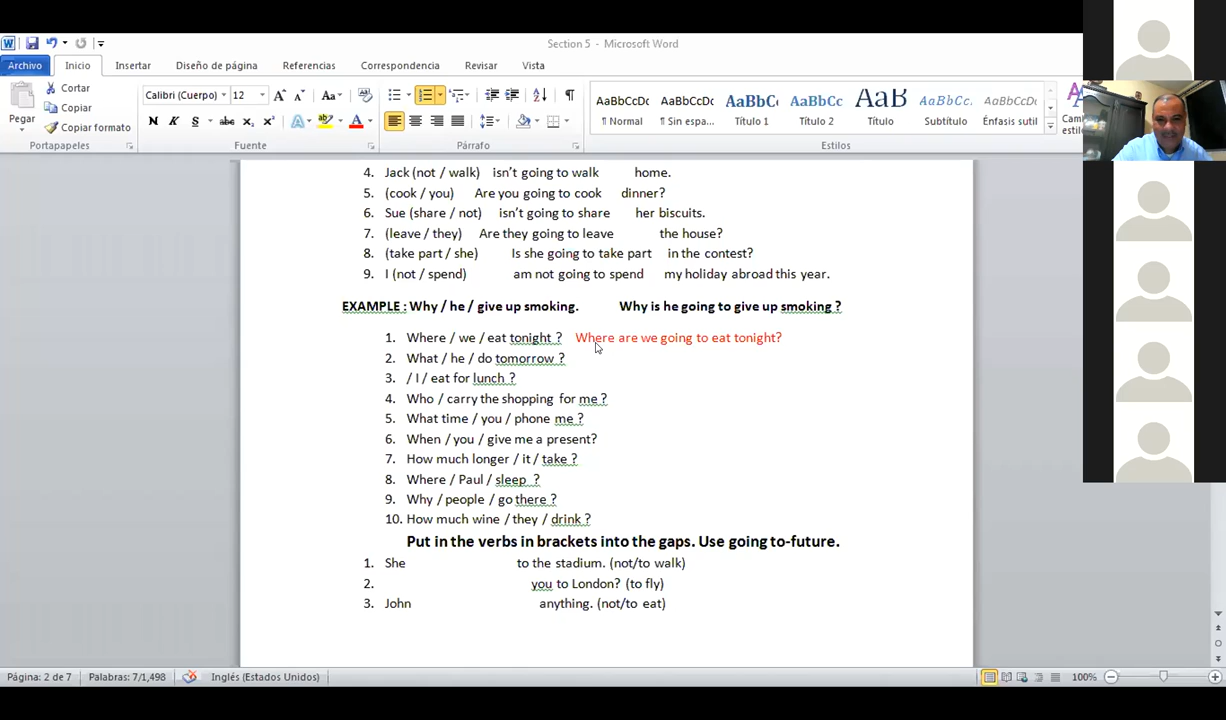 Section 5 - Microsoft Word
Archivo Inicio Insertar Diseño de página Referencias Correspondencia Revisar Vista
Pegar
Cortar
Copiar
Copiar formato
Portapapeles
Calibri (Cuerpo) 12
Fuente
Párrafo
AaBbCcDc AaBbCcDc AaBbC AaBbCc AaB AaBbCc. AaBbCcDc
¶ Normal ¶ Sin espa... Título 1 Título 2 Título Subtítulo Énfasis sutil
Estilos
4. Jack (not / walk) isn't going to walk home.
5. (cook / you) Are you going to cook dinner?
6. Sue (share / not) isn't going to share her biscuits.
7. (leave / they) Are they going to leave the house?
8. (take part / she) Is she going to take part in the contest?
9. I (not / spend) am not going to spend my holiday abroad this year.
EXAMPLE : Why / he / give up smoking. Why is he going to give up smoking ?
1. Where / we / eat tonight ? Where are we going to eat tonight?
2. What / he / do tomorrow ?
3. / I / eat for lunch ?
4. Who / carry the shopping for me ?
5. What time / you / phone me ?
6. When / you / give me a present?
7. How much longer / it / take ?
8. Where / Paul / sleep ?
9. Why / people / go there ?
10. How much wine / they / drink ?
Put in the verbs in brackets into the gaps. Use going to-future.
1. She to the stadium. (not/to walk)
2. you to London? (to fly)
3. John anything. (not/to eat)
Página 2 de 7 Palabras: 7/1,498 Inglés (Estados Unidos) 100%